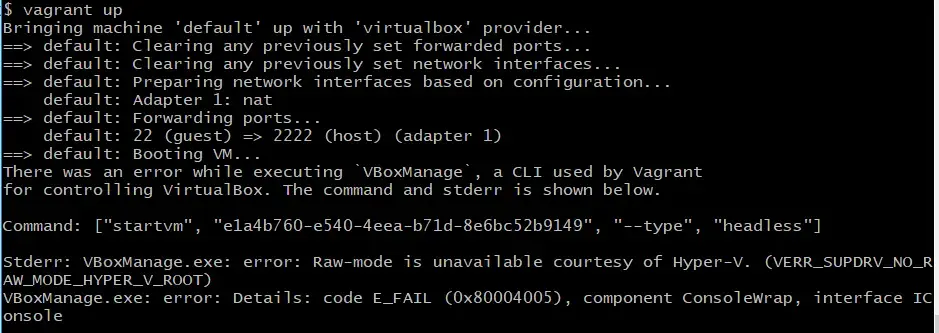 $ vagrant up
Bringing machine 'default' up with 'virtualbox' provider...
==> default: Clearing any previously set forwarded ports...
==> default: Clearing any previously set network interfaces...
==> default: Preparing network interfaces based on configuration...
    default: Adapter 1: nat
==> default: Forwarding ports...
    default: 22 (guest) => 2222 (host) (adapter 1)
==> default: Booting VM...
There was an error while executing `VBoxManage`, a CLI used by Vagrant
for controlling VirtualBox. The command and stderr is shown below.

Command: ["startvm", "e1a4b760-e540-4eea-b71d-8e6bc52b9149", "--type", "headless"]

Stderr: VBoxManage.exe: error: Raw-mode is unavailable courtesy of Hyper-V. (VERR_SUPDRV_NO_R
AW_MODE_HYPER_V_ROOT)
VBoxManage.exe: error: Details: code E_FAIL (0x80004005), component ConsoleWrap, interface IC
onsole